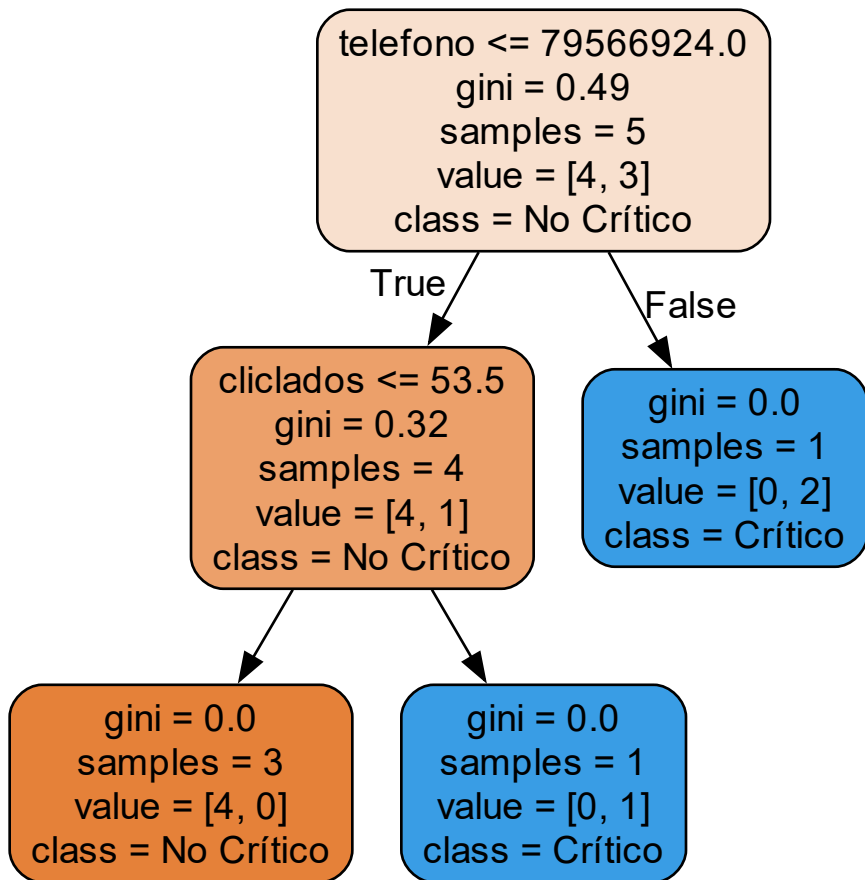 telefono <= 79566924.0
gini = 0.49
samples = 5
value = [4, 3]
class = No Crítico
True
False
cliclados <= 53.5
gini = 0.32
samples = 4
value = [4, 1]
class = No Crítico
gini = 0.0
samples = 1
value = [0, 2]
class = Crítico
gini = 0.0
samples = 3
value = [4, 0]
class = No Crítico
gini = 0.0
samples = 1
value = [0, 1]
class = Crítico